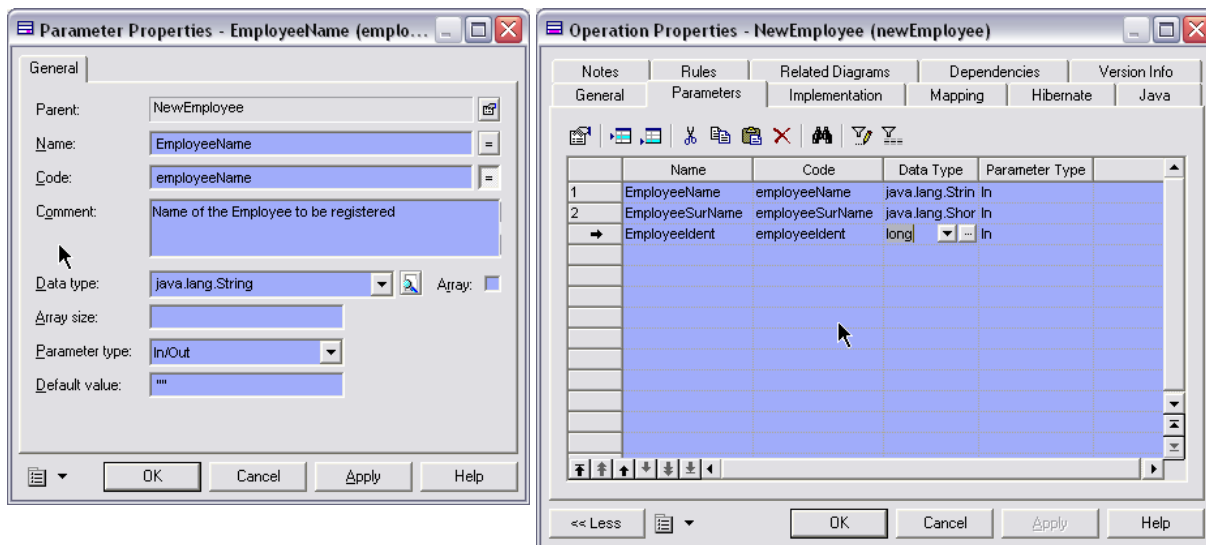 Parameter Properties - EmployeeName (emplo...
General
Parent: NewEmployee
Name: EmployeeName =
Code: employeeName =
Comment: Name of the Employee to be registered
Data type: java.lang.String Array:
Array size:
Parameter type: In/Out
Default value: ""
OK Cancel Apply Help
Operation Properties - NewEmployee (newEmployee)
Notes Rules Related Diagrams Dependencies Version Info
General Parameters Implementation Mapping Hibernate Java
Name Code Data Type Parameter Type
1 EmployeeName employeeName java.lang.Strin In
2 EmployeeSurName employeeSurName java.lang.Shor In
EmployeeIdent employeeIdent long ... In
<< Less OK Cancel Apply Help